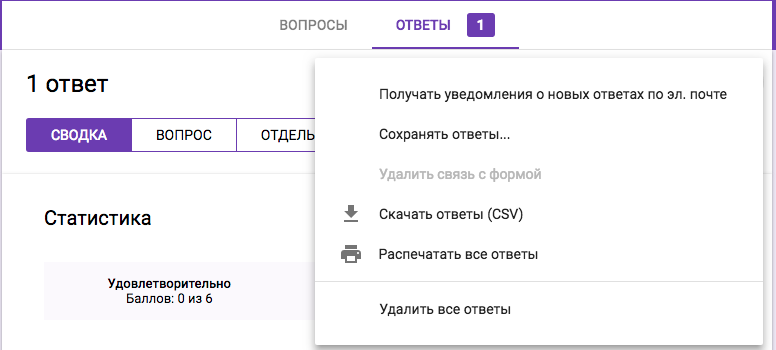 ВОПРОСЫ
ОТВЕТЫ 1
1 ответ
СВОДКА
ВОПРОС
ОТДЕЛЬ
Получать уведомления о новых ответах по эл. почте
Сохранять ответы...
Удалить связь с формой
Скачать ответы (CSV)
Распечатать все ответы
Удалить все ответы
Статистика
Удовлетворительно
Баллов: 0 из 6